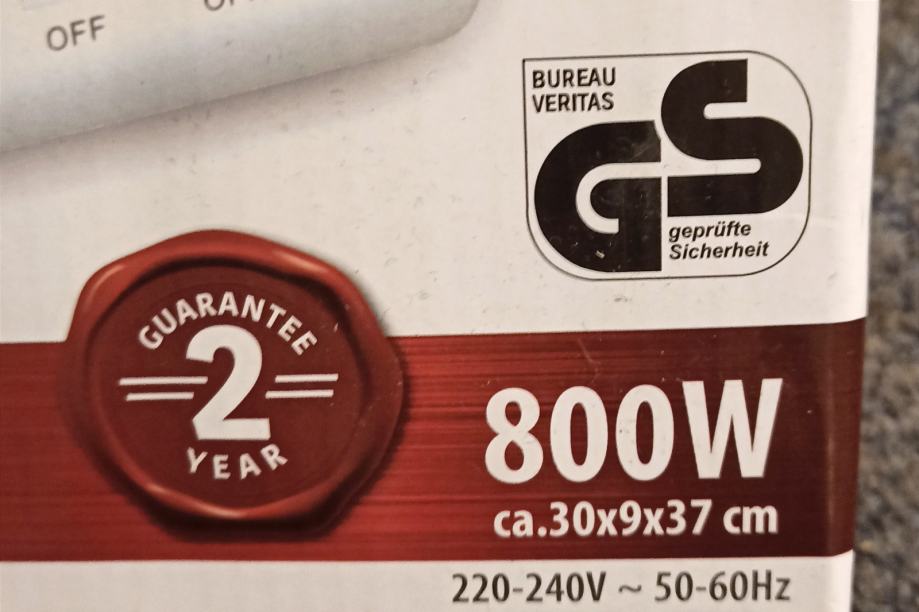 OFF
BUREAU
VERITAS
GS
geprüfte
Sicherheit
GUARANTEE
2
YEAR
800W
ca.30x9x37 cm
220-240V ~ 50-60Hz